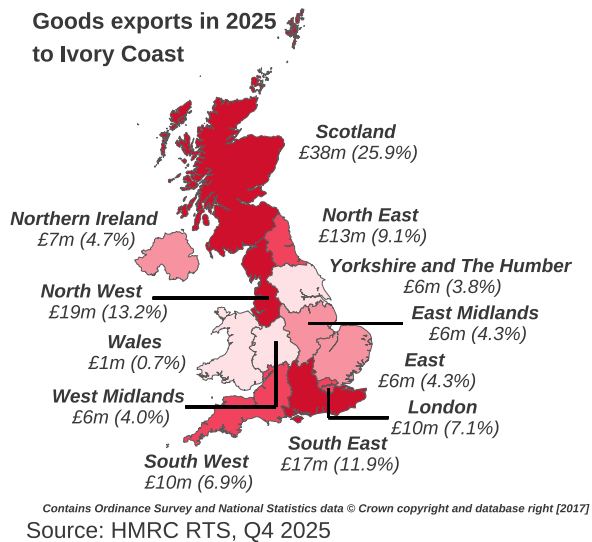 Goods exports in 2025
to Ivory Coast
Scotland
£38m (25.9%)
Northern Ireland
£7m (4.7%)
North East
£13m (9.1%)
Yorkshire and The Humber
£6m (3.8%)
North West
£19m (13.2%)
East Midlands
£6m (4.3%)
Wales
£1m (0.7%)
East
£6m (4.3%)
West Midlands
£6m (4.0%)
London
£10m (7.1%)
South East
£17m (11.9%)
South West
£10m (6.9%)
Contains Ordinance Survey and National Statistics data © Crown copyright and database right [2017]
Source: HMRC RTS, Q4 2025